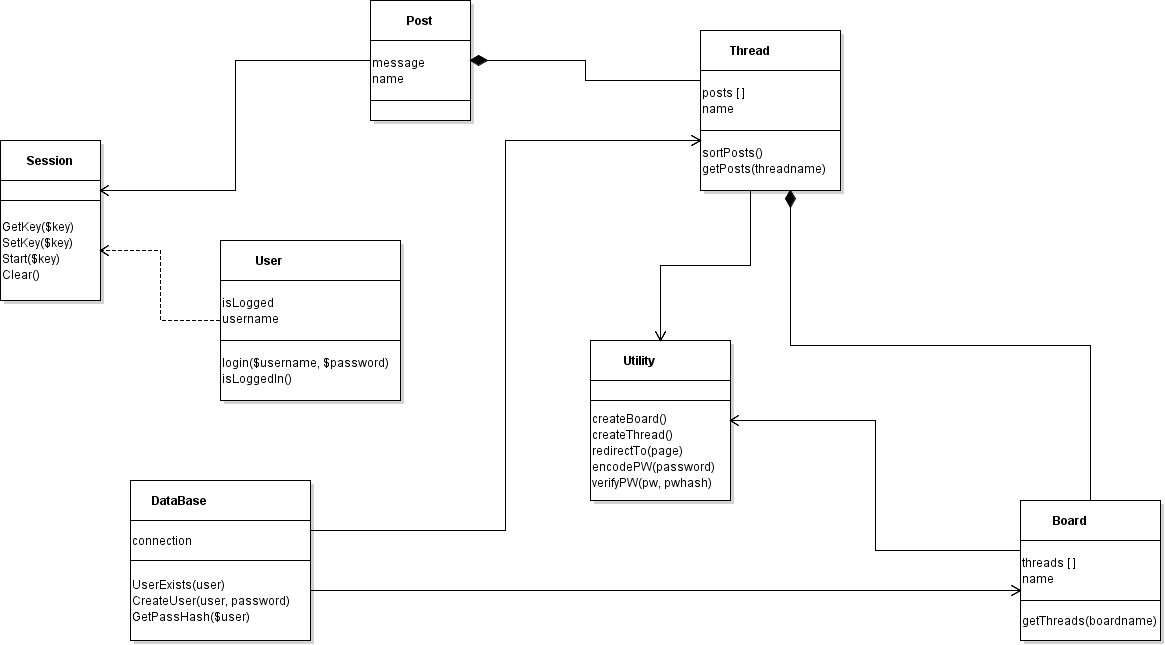 Post
message
name
Thread
posts [ ]
name
sortPosts()
getPosts(threadname)
Session
GetKey($key)
SetKey($key)
Start($key)
Clear()
User
isLogged
username
login($username, $password)
isLoggedIn()
Utility
createBoard()
createThread()
redirectTo(page)
encodePW(password)
verifyPW(pw, pwhash)
DataBase
connection
UserExists(user)
CreateUser(user, password)
GetPassHash($user)
Board
threads [ ]
name
getThreads(boardname)